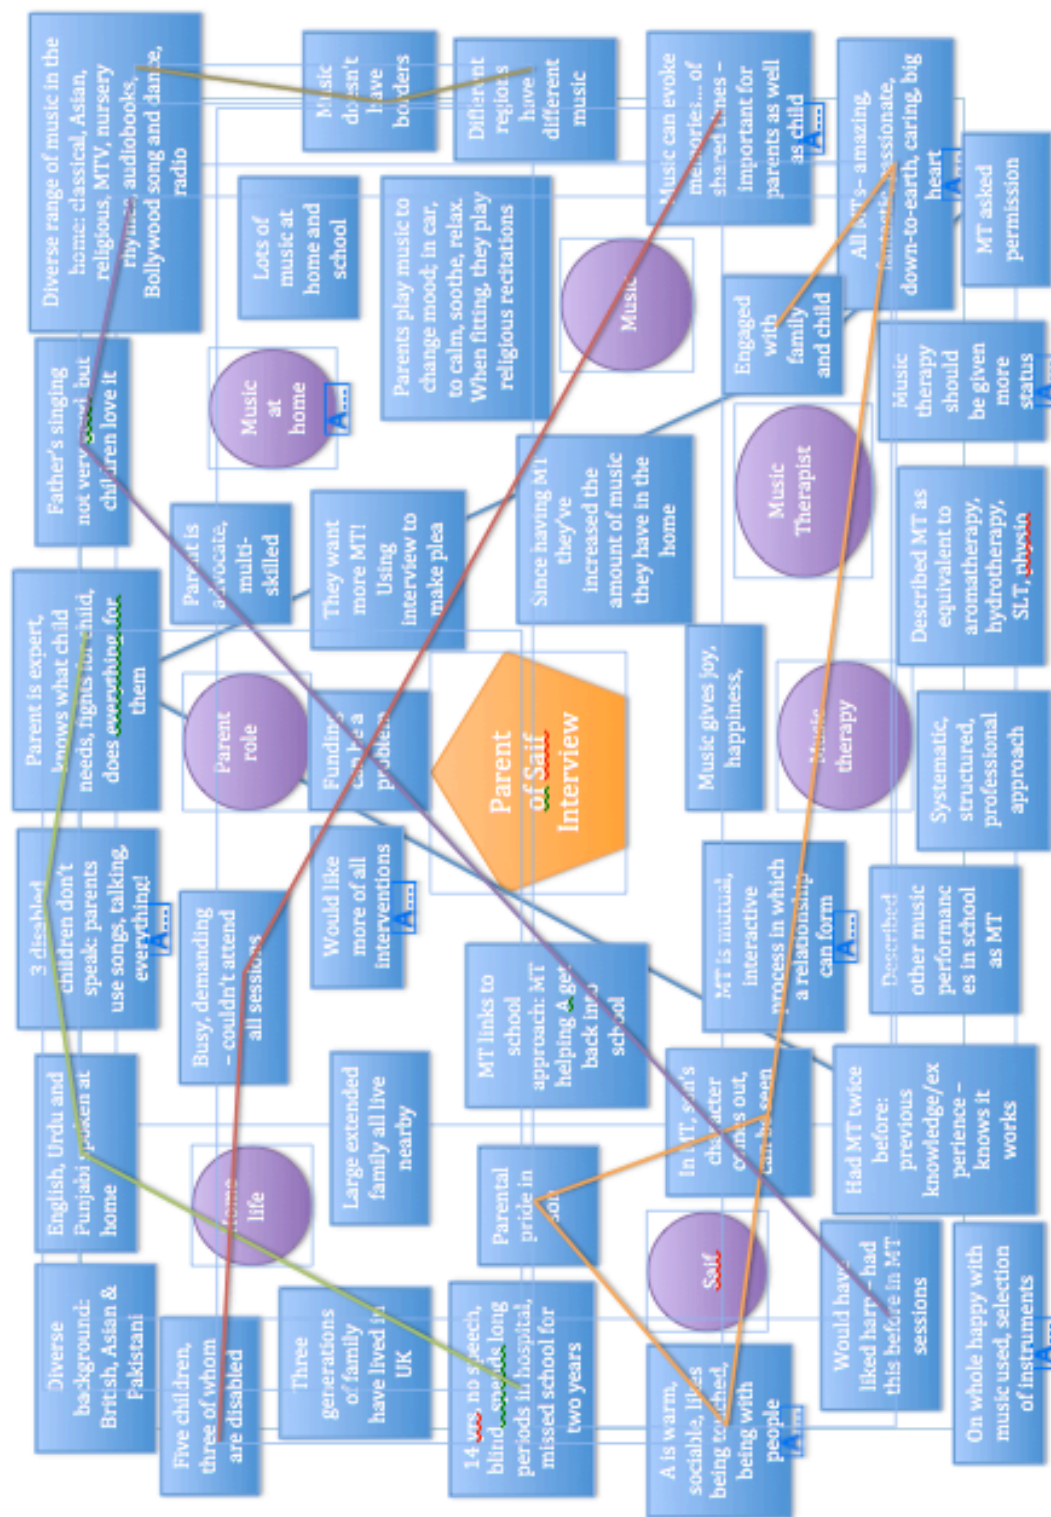 Diverse
background:
British, Asian &
Pakistani
English, Urdu and
Punjabi spoken at
home
3 disabled
children don't
speak: parents
use songs, talking,
everything!
A...
Parent is expert,
knows what child
needs, fights for child,
does everything for
them
Father's singing
not very good, but
children love it
Diverse range of music in the
home: classical, Asian,
religious, MTV, nursery
rhymes, audiobooks,
Bollywood song and dance,
radio
Five children,
three of whom
are disabled
Home
life
Busy, demanding
– couldn't attend
all sessions
Parent
role
Parent is
advocate,
multi-
skilled
Music
at
home
A...
Lots of
music at
home and
school
Music
doesn't
have
borders
Three
generations
of family
have lived in
UK
Large extended
family all live
nearby
Would like
more of all
interventions
A...
Funding
can be a
problem
They want
more MT!
Using
interview to
make plea
Parents play music to
change mood; in car,
to calm, soothe, relax.
When fitting, they play
religious recitations
Different
regions
have
different
music
14 yrs, no speech,
blind, spends long
periods in hospital,
missed school for
two years
Parental
pride in
son
MT links to
school
approach: MT
helping A get
back into
school
Parent
of Saif
Interview
Since having MT
they've
increased the
amount of music
they have in the
home
Music
Music can evoke
memories... of
shared times –
important for
parents as well
as child
A...
A is warm,
sociable, likes
being touched,
being with
people
A...
Saif
In MT, son's
character
comes out,
can be seen
MT is mutual,
interactive
process in which
a relationship
can form
A...
Music gives joy,
happiness,
Music
therapy
Music
Therapist
Engaged
with
family
and child
All MTs– amazing,
fantastic, passionate,
down-to-earth, caring, big
heart
A...
Would have
liked harp – had
this before in MT
sessions
Had MT twice
before:
previous
knowledge/ex
perience –
knows it
works
Described
other music
performanc
es in school
as MT
Systematic,
structured,
professional
approach
Described MT as
equivalent to
aromatherapy,
hydrotherapy,
SLT, physio
Music
therapy
should
be given
more
status
A...
MT asked
permission
On whole happy with
music used, selection
of instruments
A...